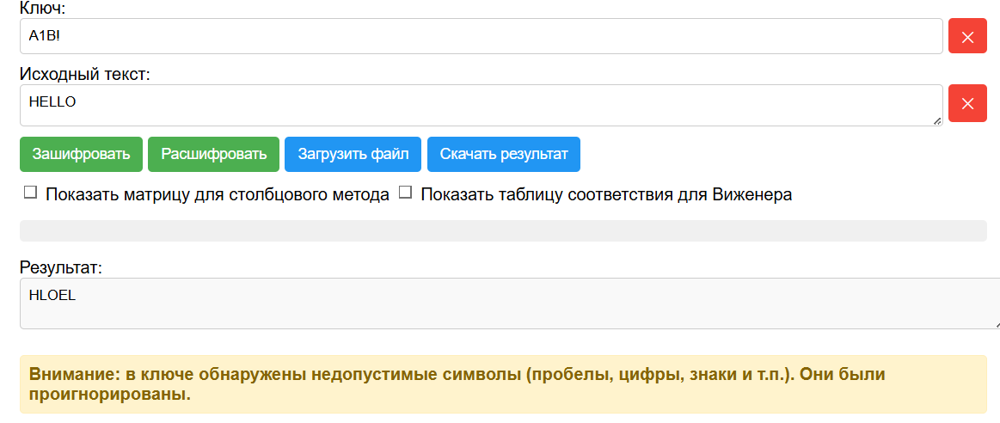 Ключ:
A1B!
Исходный текст:
HELLO
Зашифровать Расшифровать Загрузить файл Скачать результат
Показать матрицу для столбцового метода Показать таблицу соответствия для Виженера
Результат:
HLOEL
Внимание: в ключе обнаружены недопустимые символы (пробелы, цифры, знаки и т.п.). Они были
проигнорированы.